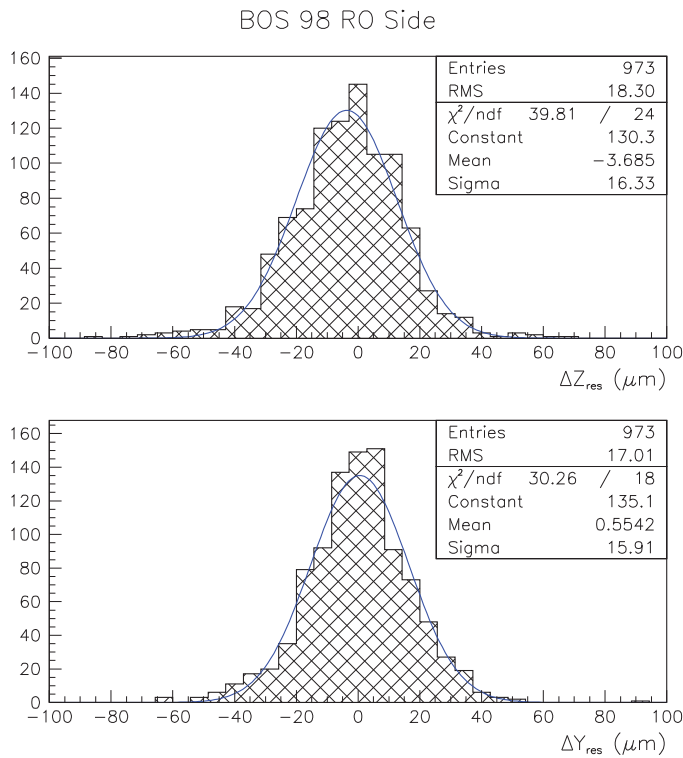 BOS 98 RO Side
160
140
120
100
80
60
40
20
0
Entries 973
RMS 18.30
χ²/ndf 39.81 / 24
Constant 130.3
Mean −3.685
Sigma 16.33
−100 −80 −60 −40 −20 0 20 40 60 80 100
ΔZres (μm)
160
140
120
100
80
60
40
20
0
Entries 973
RMS 17.01
χ²/ndf 30.26 / 18
Constant 135.1
Mean 0.5542
Sigma 15.91
−100 −80 −60 −40 −20 0 20 40 60 80 100
ΔYres (μm)